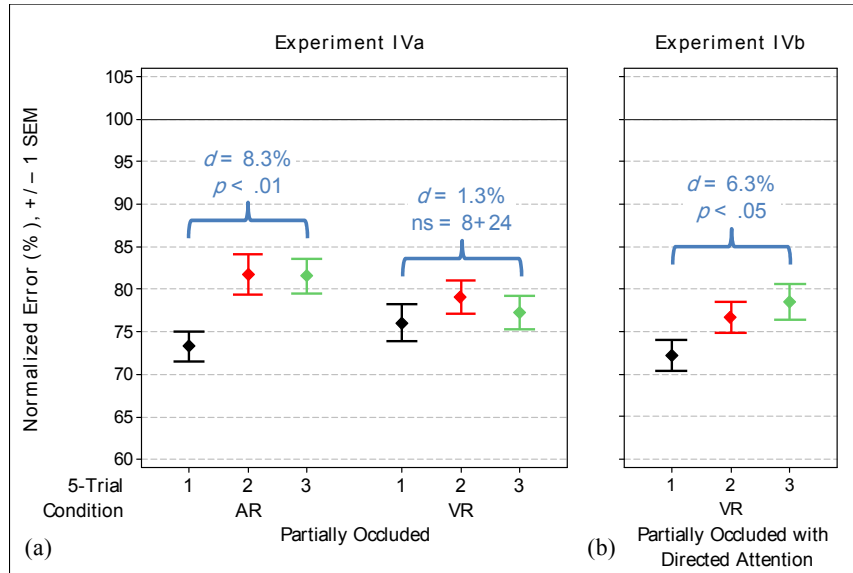 Experiment IVa
Experiment IVb
Normalized Error (%), +/– 1 SEM
105
100
95
90
85
80
75
70
65
60
d = 8.3%
p < .01
d = 1.3%
ns = 8+24
d = 6.3%
p < .05
5-Trial
Condition
1 2 3 1 2 3
AR VR
Partially Occluded
(a)
1 2 3
VR
Partially Occluded with
Directed Attention
(b)